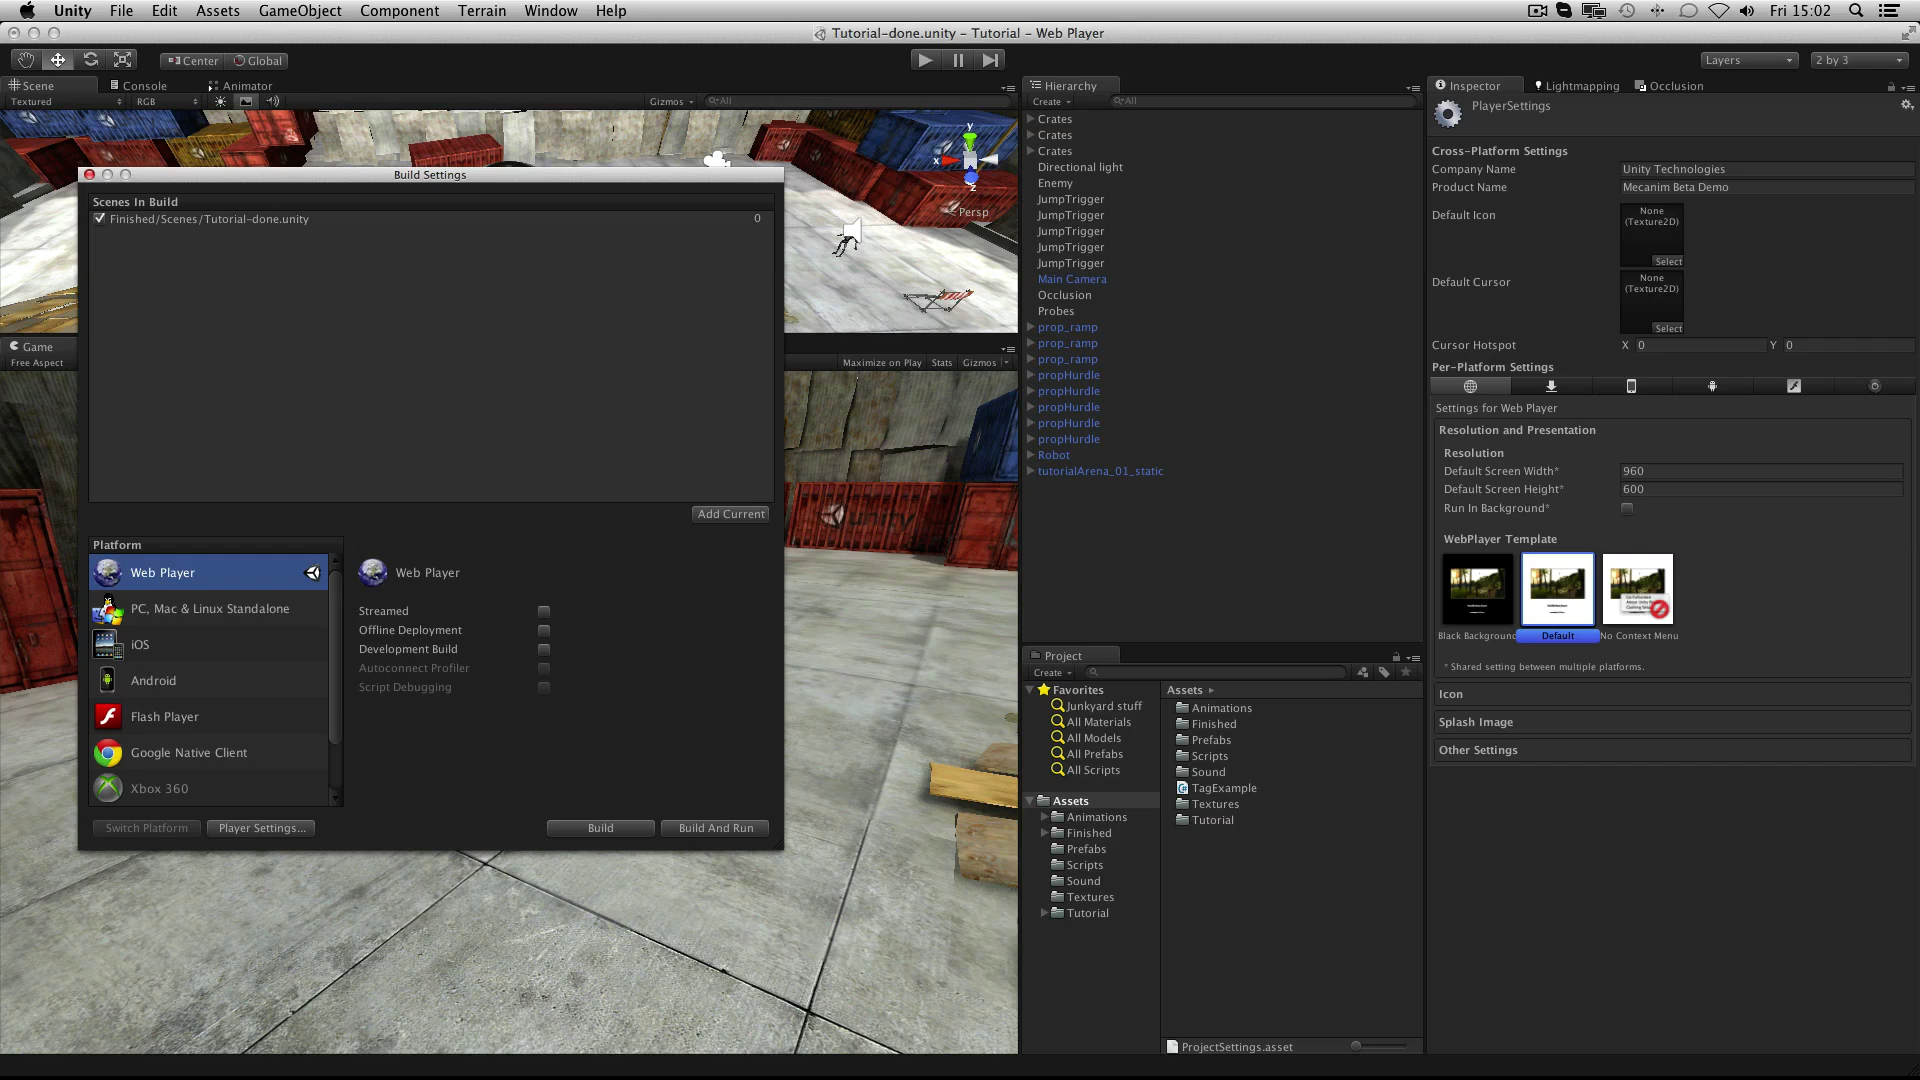 Unity File Edit Assets GameObject Component Terrain Window Help Fri 15:02
Tutorial-done.unity - Tutorial - Web Player
Center Global Layers 2 by 3
Scene Console Animator
Textured RGB Gizmos All
y
x
z
Persp
Build Settings
Scenes In Build
Finished/Scenes/Tutorial-done.unity 0
Add Current
Platform
Web Player
PC, Mac & Linux Standalone
iOS
Android
Flash Player
Google Native Client
Xbox 360
Web Player
Streamed
Offline Deployment
Development Build
Autoconnect Profiler
Script Debugging
Switch Platform Player Settings... Build Build And Run
Game
Free Aspect Maximize on Play Stats Gizmos
unity
Hierarchy
Create All
Crates
Crates
Crates
Directional light
Enemy
JumpTrigger
JumpTrigger
JumpTrigger
JumpTrigger
JumpTrigger
Main Camera
Occlusion
Probes
prop_ramp
prop_ramp
prop_ramp
propHurdle
propHurdle
propHurdle
propHurdle
propHurdle
Robot
tutorialArena_01_static
Project
Create
Favorites
Junkyard stuff
All Materials
All Models
All Prefabs
All Scripts
Assets
Animations
Finished
Prefabs
Scripts
Sound
Textures
Tutorial
Assets
Animations
Finished
Prefabs
Scripts
Sound
TagExample
Textures
Tutorial
ProjectSettings.asset
Inspector Lightmapping Occlusion
PlayerSettings
Cross-Platform Settings
Company Name Unity Technologies
Product Name Mecanim Beta Demo
Default Icon None (Texture2D) Select
Default Cursor None (Texture2D) Select
Cursor Hotspot X 0 Y 0
Per-Platform Settings
Settings for Web Player
Resolution and Presentation
Resolution
Default Screen Width* 960
Default Screen Height* 600
Run In Background*
WebPlayer Template
Black Background Default No Context Menu
* Shared setting between multiple platforms.
Icon
Splash Image
Other Settings